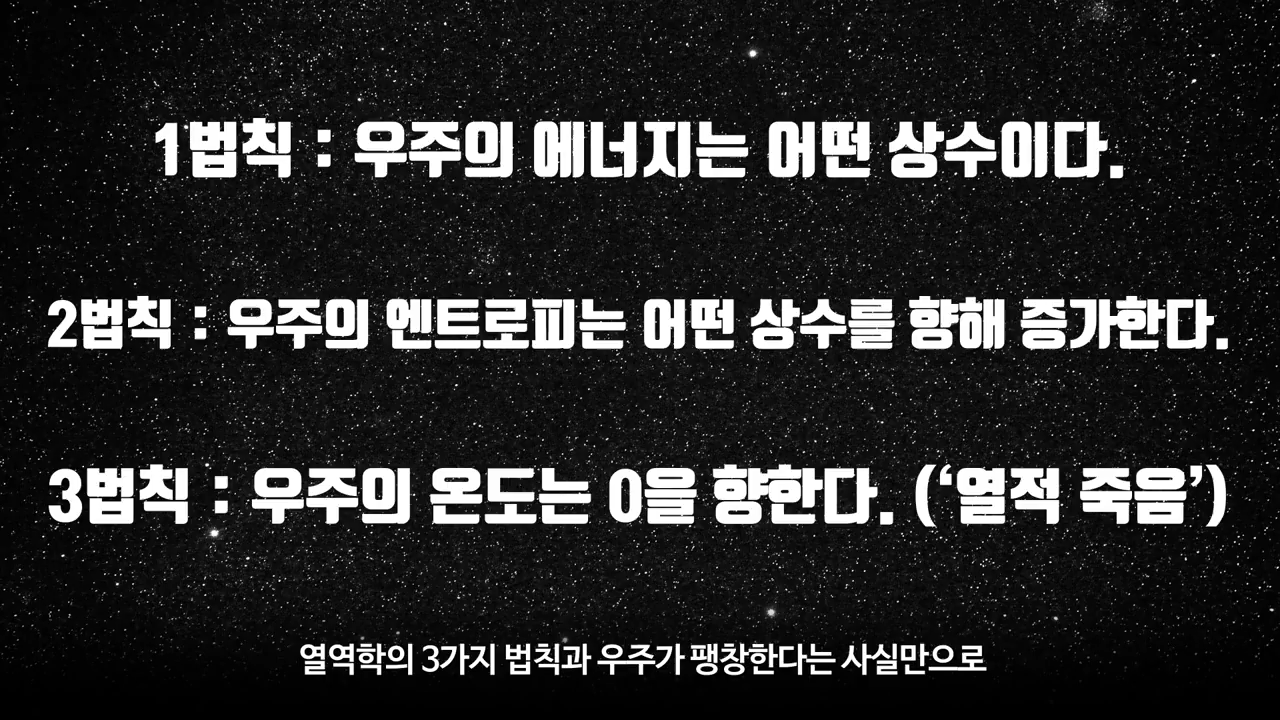 1법칙 : 우주의 에너지는 어떤 상수이다.
2법칙 : 우주의 엔트로피는 어떤 상수를 향해 증가한다.
3법칙 : 우주의 온도는 0을 향한다. (‘열적 죽음’)
열역학의 3가지 법칙과 우주가 팽창한다는 사실만으로